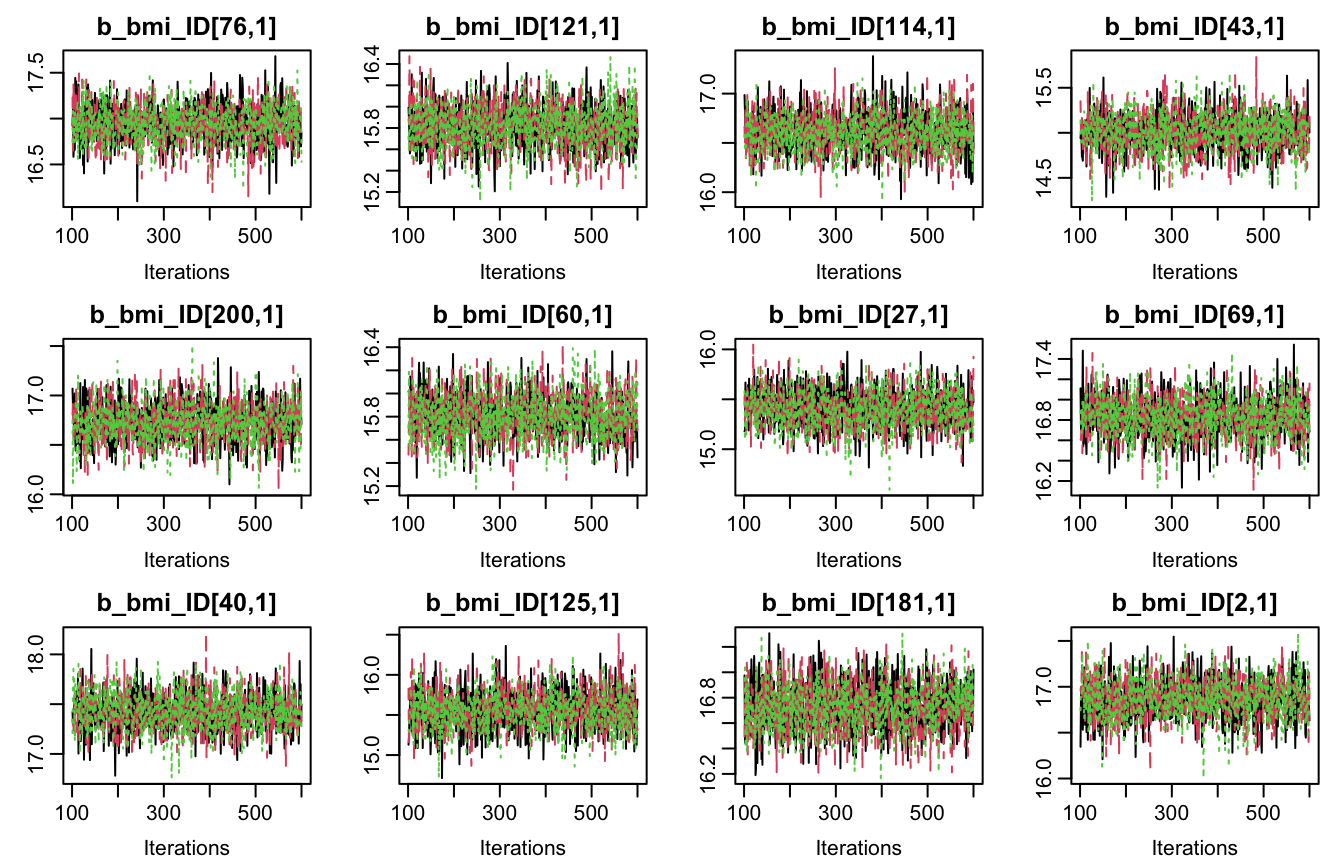 b_bmi_ID[76,1] b_bmi_ID[121,1] b_bmi_ID[114,1] b_bmi_ID[43,1]
17.5 16.5 16.4 15.8 15.2 17.0 16.0 15.5 14.5
100 300 500 100 300 500 100 300 500 100 300 500
Iterations Iterations Iterations Iterations
b_bmi_ID[200,1] b_bmi_ID[60,1] b_bmi_ID[27,1] b_bmi_ID[69,1]
17.0 16.0 16.4 15.8 15.2 16.0 15.0 17.4 16.8 16.2
100 300 500 100 300 500 100 300 500 100 300 500
Iterations Iterations Iterations Iterations
b_bmi_ID[40,1] b_bmi_ID[125,1] b_bmi_ID[181,1] b_bmi_ID[2,1]
18.0 17.0 16.0 15.0 16.8 16.2 17.0 16.0
100 300 500 100 300 500 100 300 500 100 300 500
Iterations Iterations Iterations Iterations